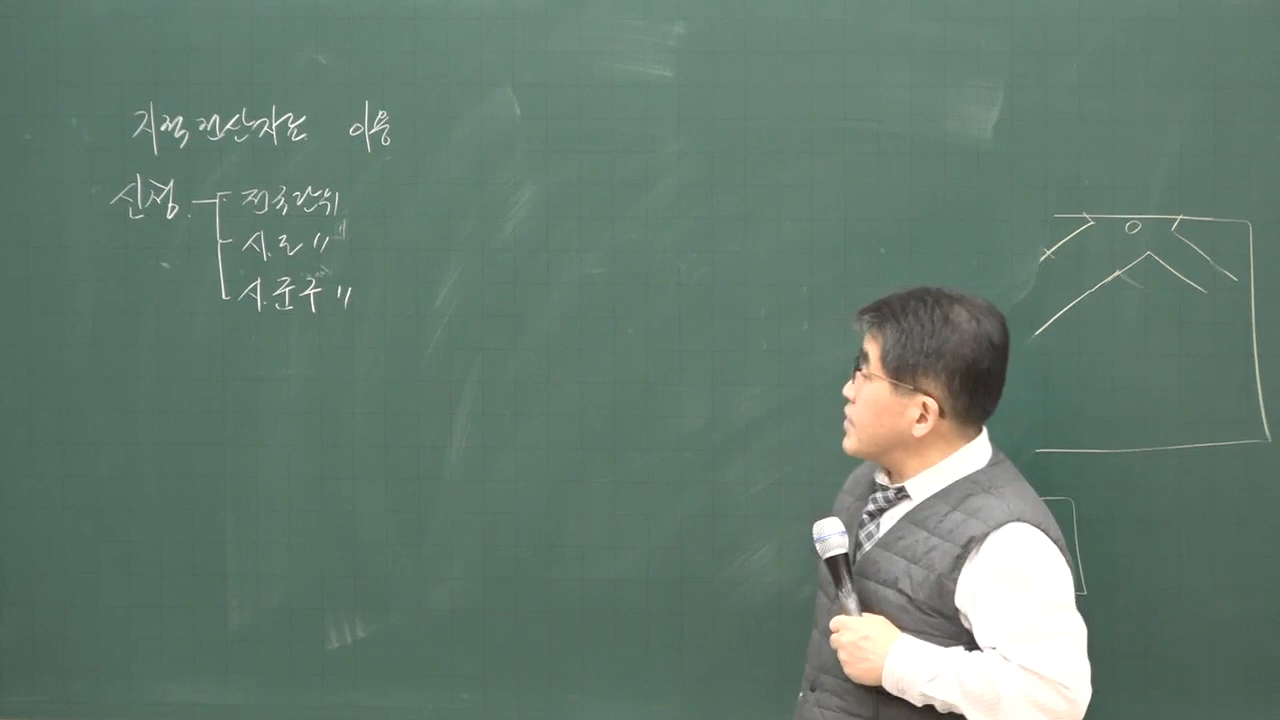 지적전산자료 이용
신청. 전국단위
시.도 〃
시.군.구 〃